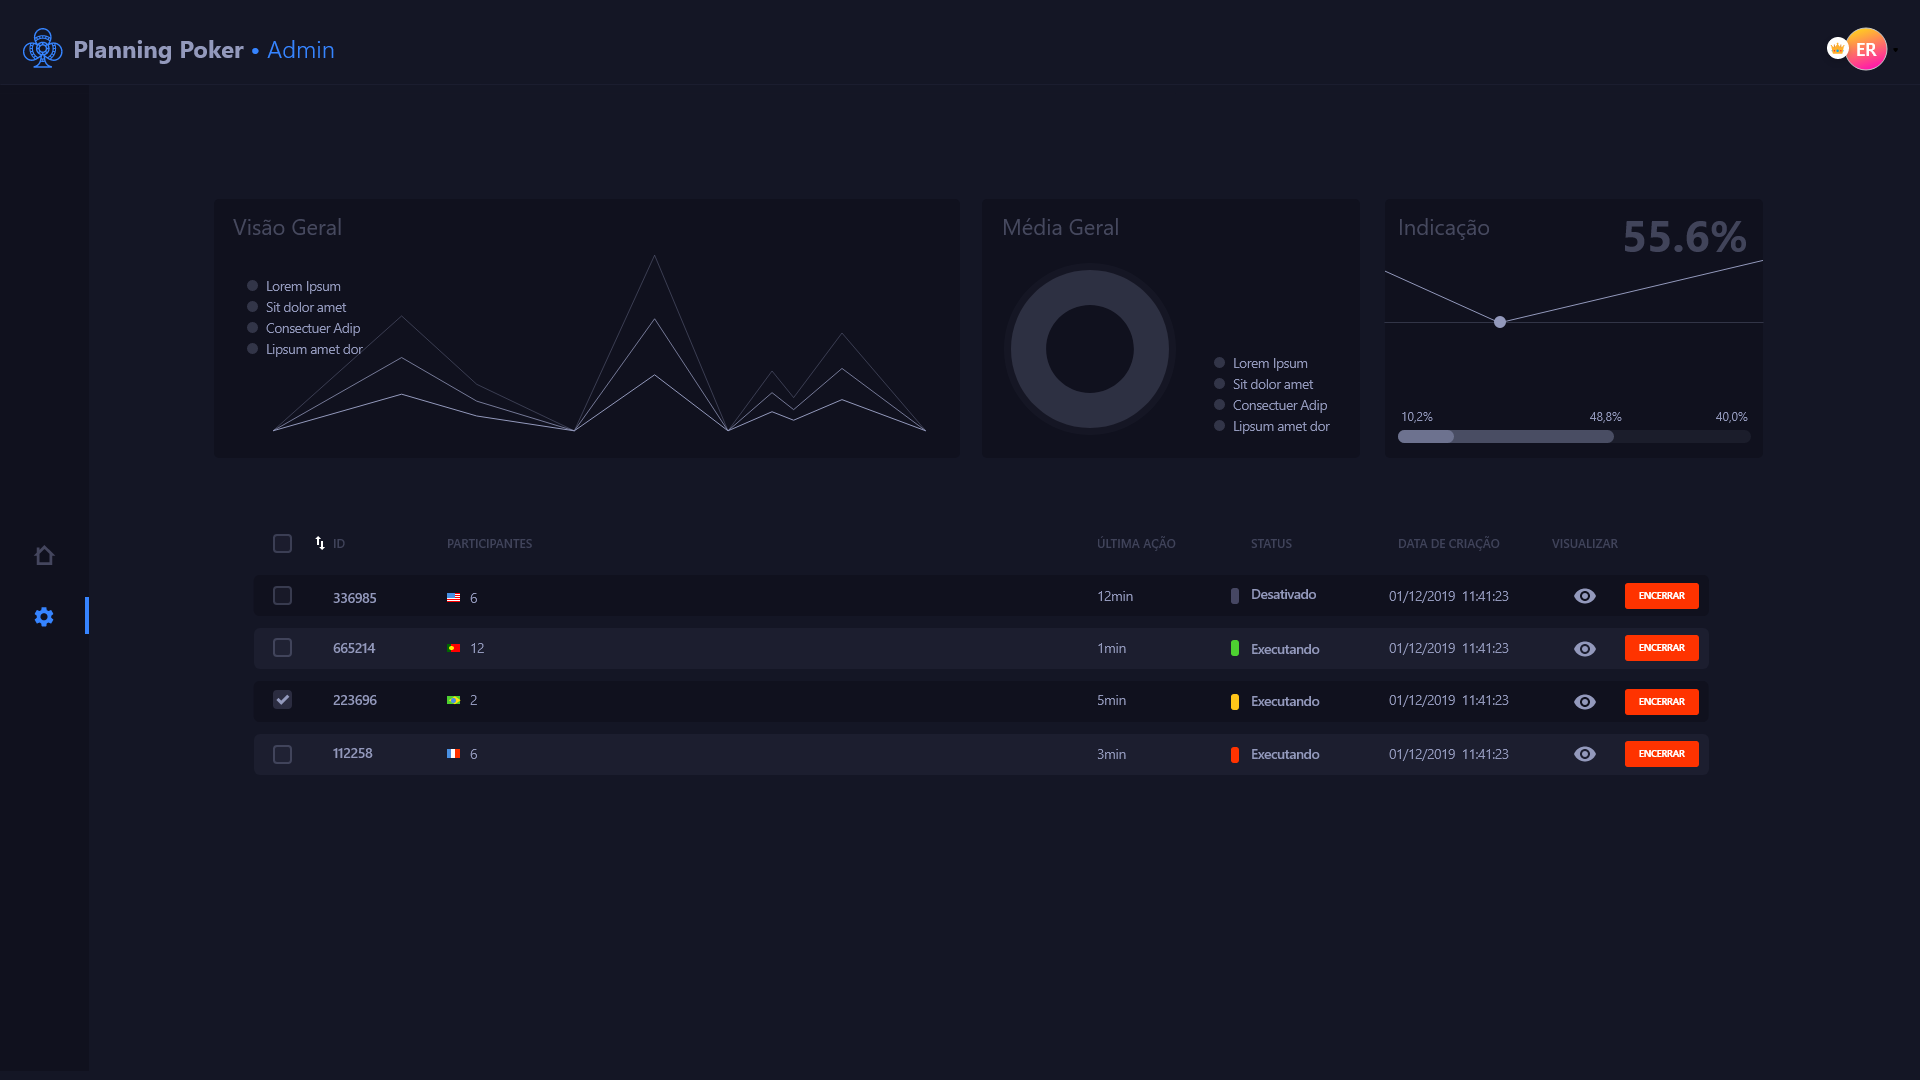 Planning Poker • Admin
ER
Visão Geral
Lorem Ipsum
Sit dolor amet
Consectuer Adip
Lipsum amet dor
Média Geral
Lorem Ipsum
Sit dolor amet
Consectuer Adip
Lipsum amet dor
Indicação
55.6%
10,2% 48,8% 40,0%
ID PARTICIPANTES ÚLTIMA AÇÃO STATUS DATA DE CRIAÇÃO VISUALIZAR
336985 6 12min Desativado 01/12/2019 11:41:23 ENCERRAR
665214 12 1min Executando 01/12/2019 11:41:23 ENCERRAR
223696 2 5min Executando 01/12/2019 11:41:23 ENCERRAR
112258 6 3min Executando 01/12/2019 11:41:23 ENCERRAR